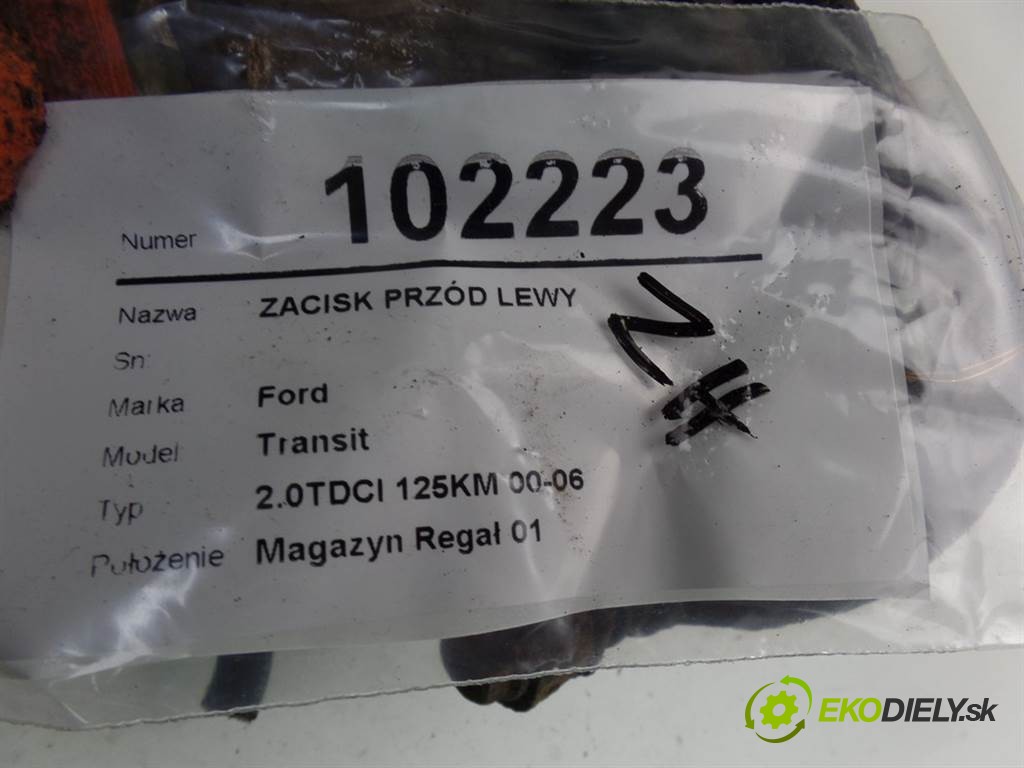 Numer 102223
Nazwa ZACISK PRZÓD LEWY
Sn:
Marka Ford
Model Transit
Typ 2.0TDCI 125KM 00-06
Położenie Magazyn Regał 01
EKODIELY.sk